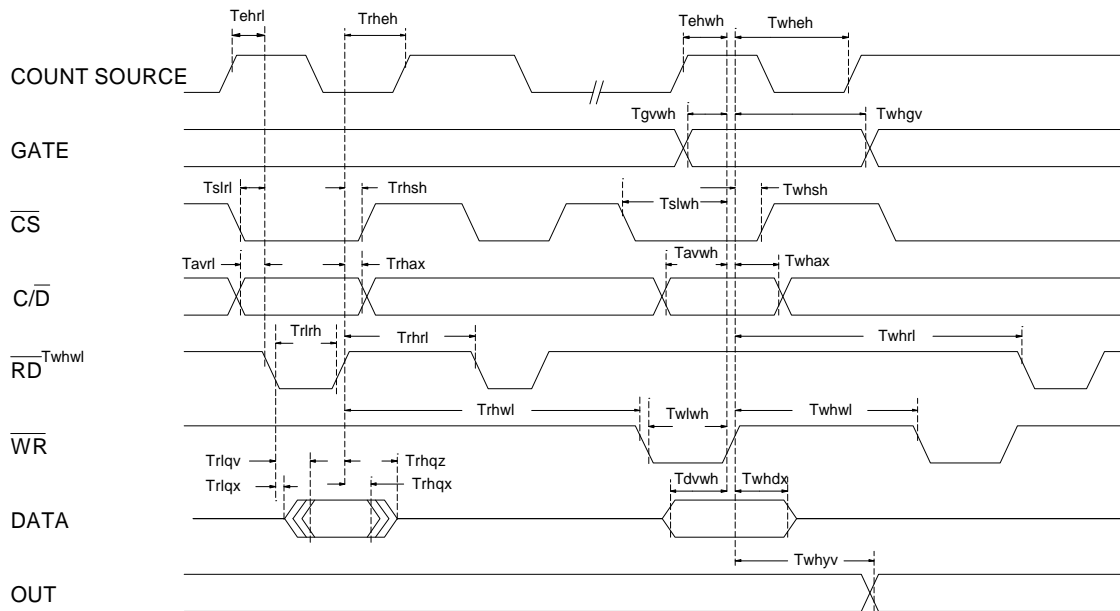 Tehrl Trheh Tehwh Twheh
COUNT SOURCE
Tgvwh Twhgv
GATE
Tslrl Trhsh Tslwh Twhsh
CS
Tavrl Trhax Tavwh Twhax
C/D
Trlrh Trhrl Twhrl
RD Twhwl
Trhwl Twlwh Twhwl
WR
Trlqv Trhqz Tdvwh Twhdx
Trlqx Trhqx
DATA
Twhyv
OUT